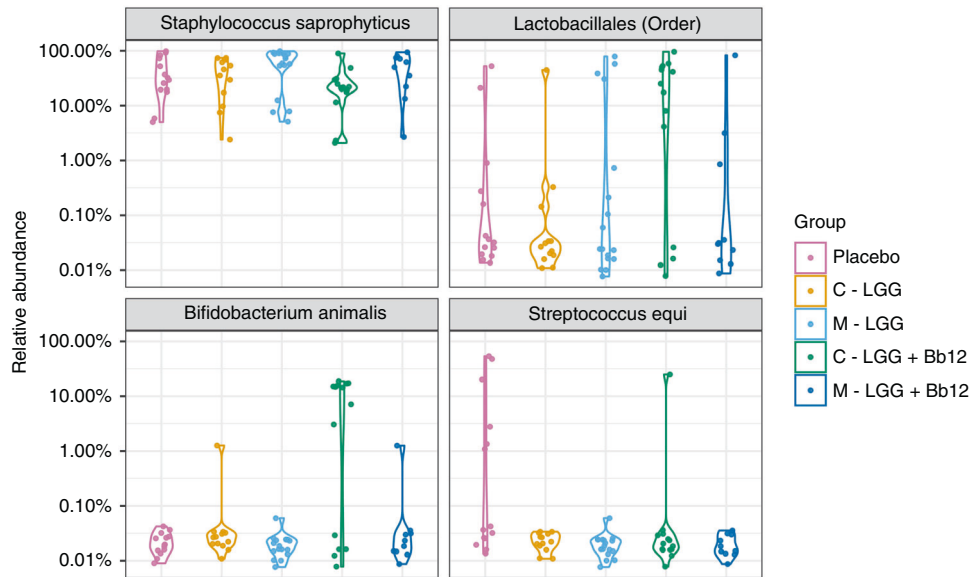 Staphylococcus saprophyticus
Lactobacillales (Order)
100.00%
10.00%
1.00%
0.10%
0.01%
Relative abundance
Bifidobacterium animalis
Streptococcus equi
100.00%
10.00%
1.00%
0.10%
0.01%
Group
Placebo
C - LGG
M - LGG
C - LGG + Bb12
M - LGG + Bb12